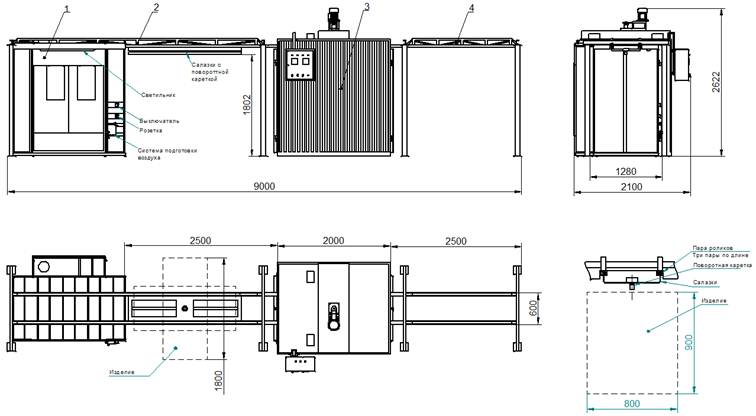 1
2
3
4
Салазки с
поворотной
кареткой
Светильник
Выключатель
Розетка
Система подготовки
воздуха
1802
9000
2622
1280
2100
2500
2000
2500
600
1800
Изделие
Пара роликов
Три пары по длине
Поворотная каретка
Салазки
Изделие
900
800